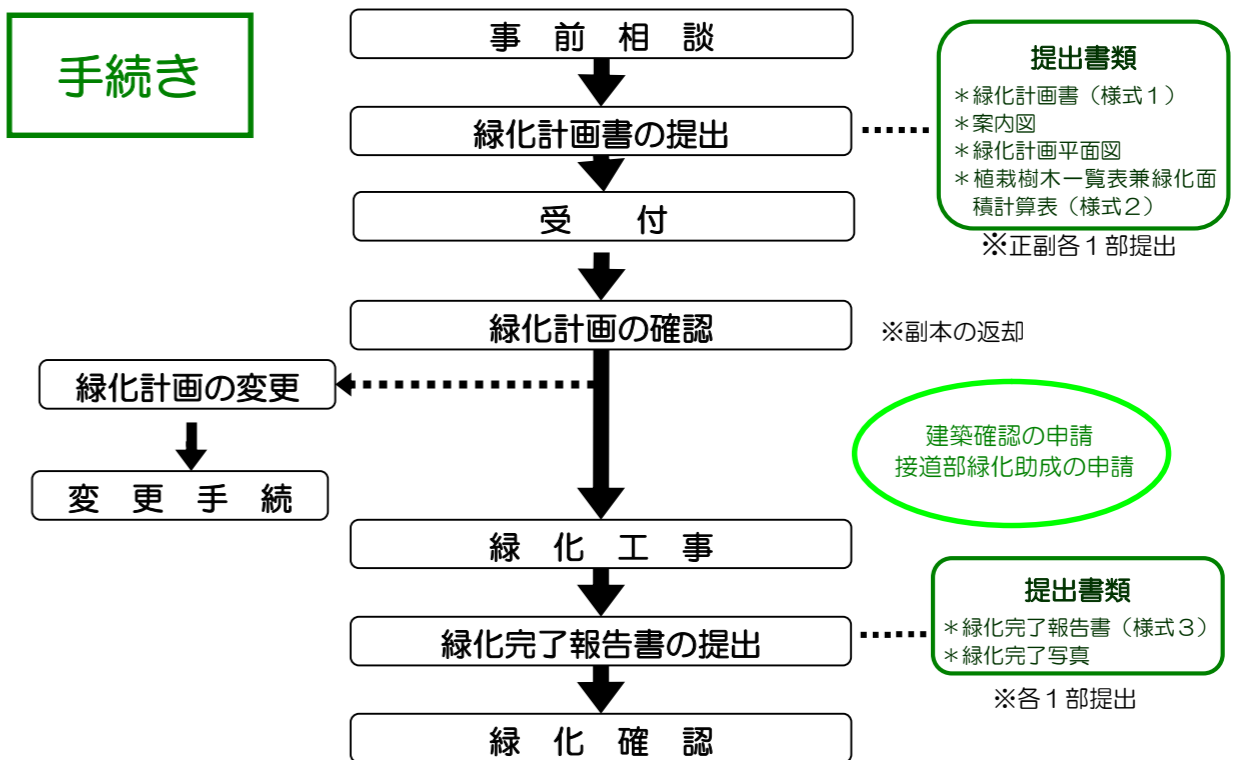 手続き
事　前　相　談
緑化計画書の提出
提出書類
＊緑化計画書（様式１）
＊案内図
＊緑化計画平面図
＊植栽樹木一覧表兼緑化面
積計算表（様式２）
※正副各１部提出
受　　付
緑化計画の確認
※副本の返却
緑化計画の変更
変　更　手　続
建築確認の申請
接道部緑化助成の申請
緑　化　工　事
緑化完了報告書の提出
提出書類
＊緑化完了報告書（様式３）
＊緑化完了写真
※各１部提出
緑　化　確　認